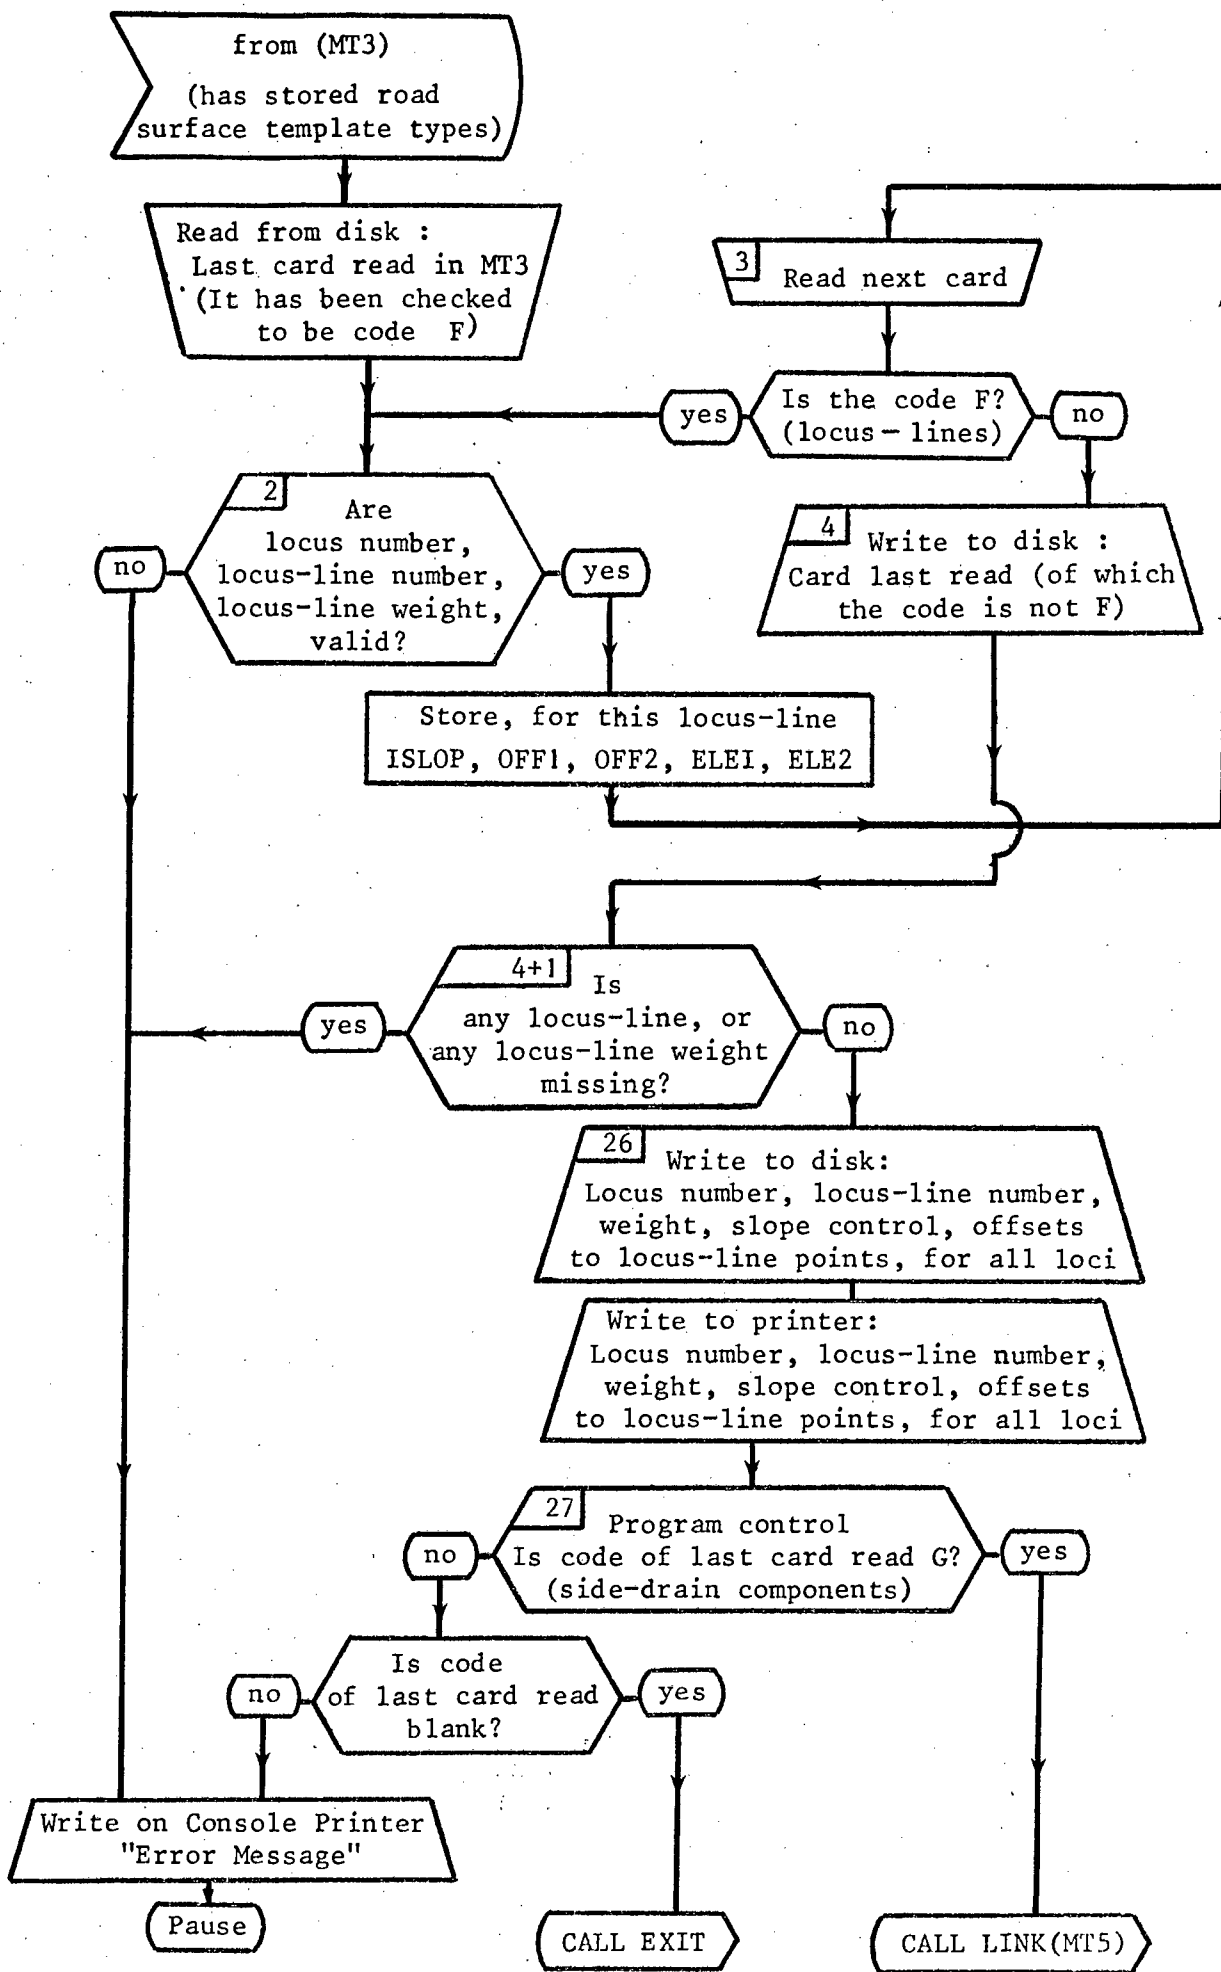 from (MT3)
(has stored road
surface template types)
Read from disk :
Last card read in MT3
(It has been checked
to be code F)
3
Read next card
Is the code F?
(locus - lines)
yes
no
2
Are
locus number,
locus-line number,
locus-line weight,
valid?
no
yes
4
Write to disk :
Card last read (of which
the code is not F)
Store, for this locus-line
ISLOP, OFF1, OFF2, ELEI, ELE2
4+1
Is
any locus-line, or
any locus-line weight
missing?
yes
no
26
Write to disk:
Locus number, locus-line number,
weight, slope control, offsets
to locus-line points, for all loci
Write to printer:
Locus number, locus-line number,
weight, slope control, offsets
to locus-line points, for all loci
27
Program control
Is code of last card read G?
(side-drain components)
no
yes
Is code
of last card read
blank?
no
yes
Write on Console Printer
"Error Message"
Pause
CALL EXIT
CALL LINK(MT5)